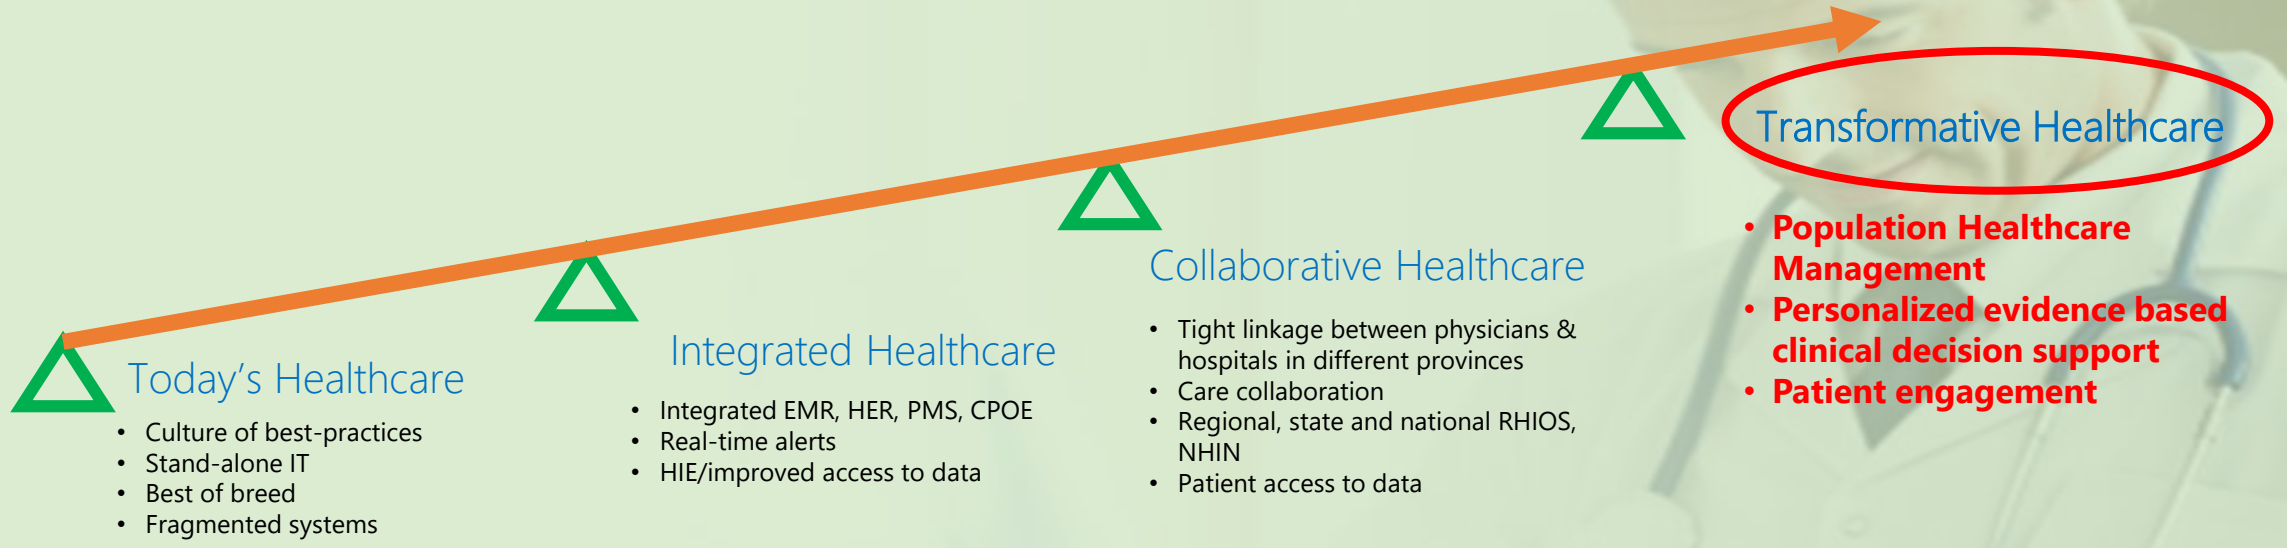 Today's Healthcare
• Culture of best-practices
• Stand-alone IT
• Best of breed
• Fragmented systems
Integrated Healthcare
• Integrated EMR, HER, PMS, CPOE
• Real-time alerts
• HIE/improved access to data
Collaborative Healthcare
• Tight linkage between physicians &
hospitals in different provinces
• Care collaboration
• Regional, state and national RHIOS,
NHIN
• Patient access to data
Transformative Healthcare
• Population Healthcare
Management
• Personalized evidence based
clinical decision support
• Patient engagement